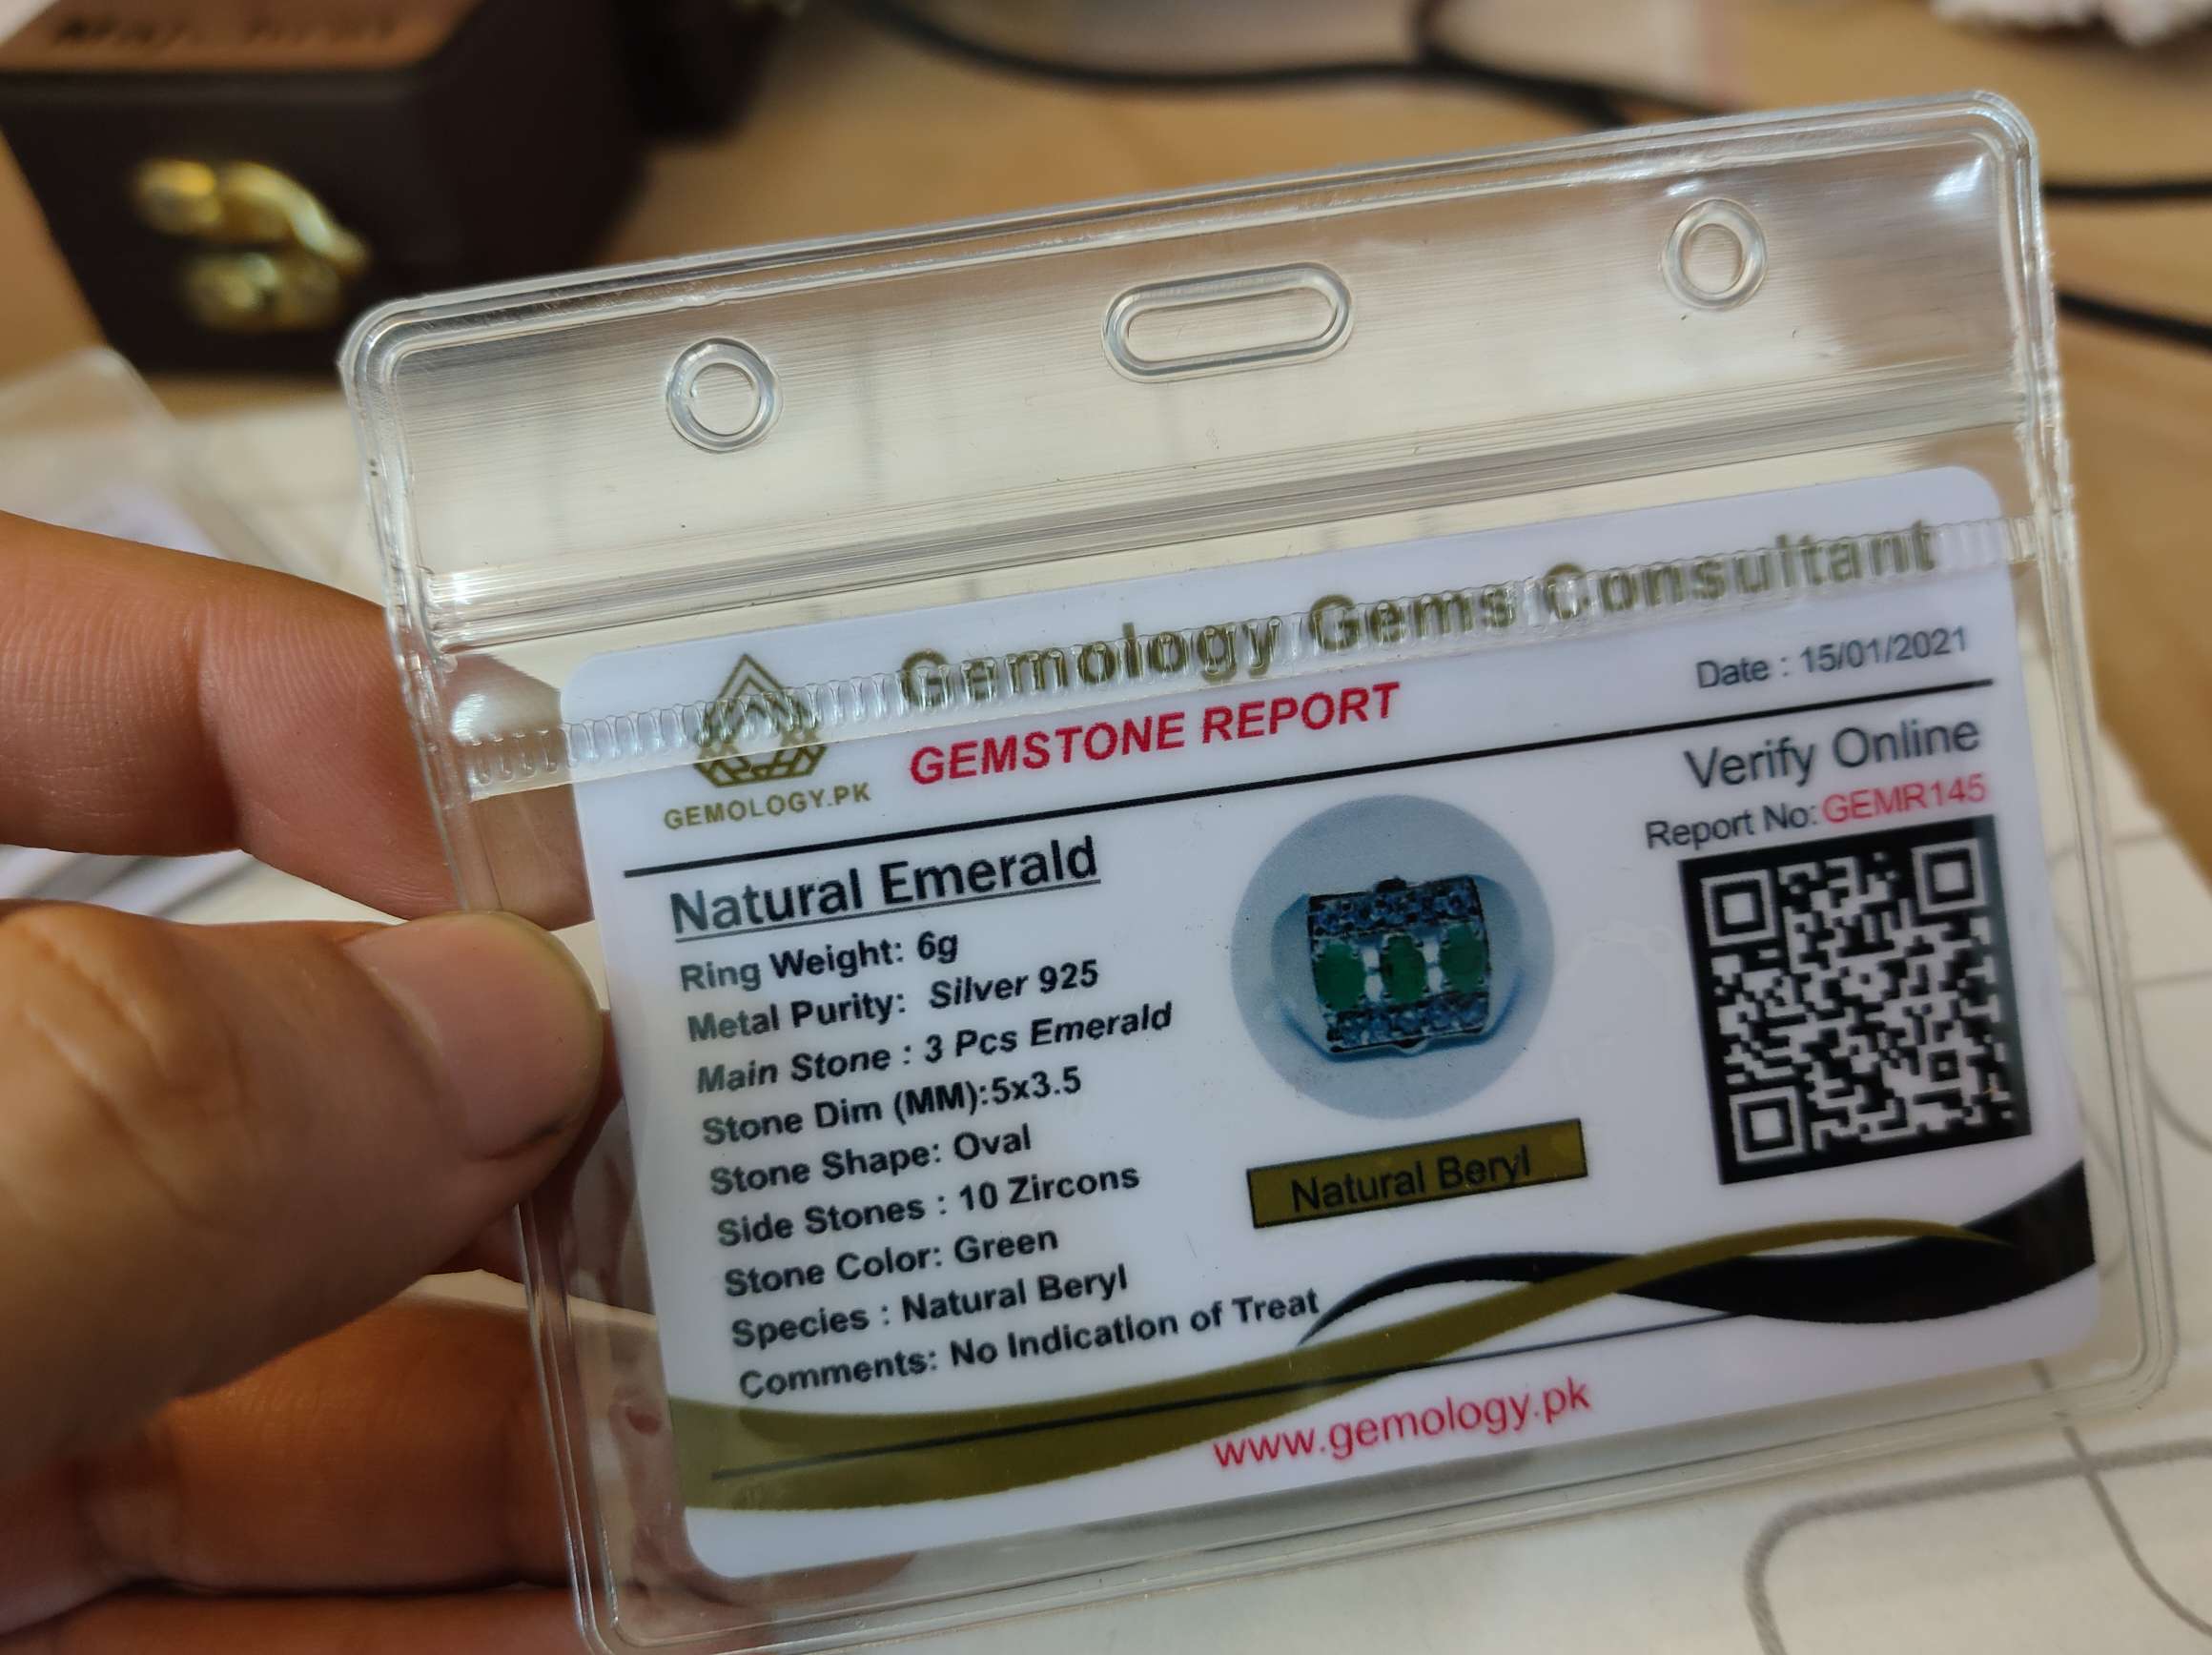 Gemology Gems Consultant
GEMOLOGY.PK
GEMSTONE REPORT
Date : 15/01/2021
Verify Online
Report No: GEMR145
Natural Emerald
Ring Weight: 6g
Metal Purity: Silver 925
Main Stone : 3 Pcs Emerald
Stone Dim (MM):5x3.5
Stone Shape: Oval
Side Stones : 10 Zircons
Stone Color: Green
Species : Natural Beryl
Comments: No Indication of Treat
Natural Beryl
www.gemology.pk